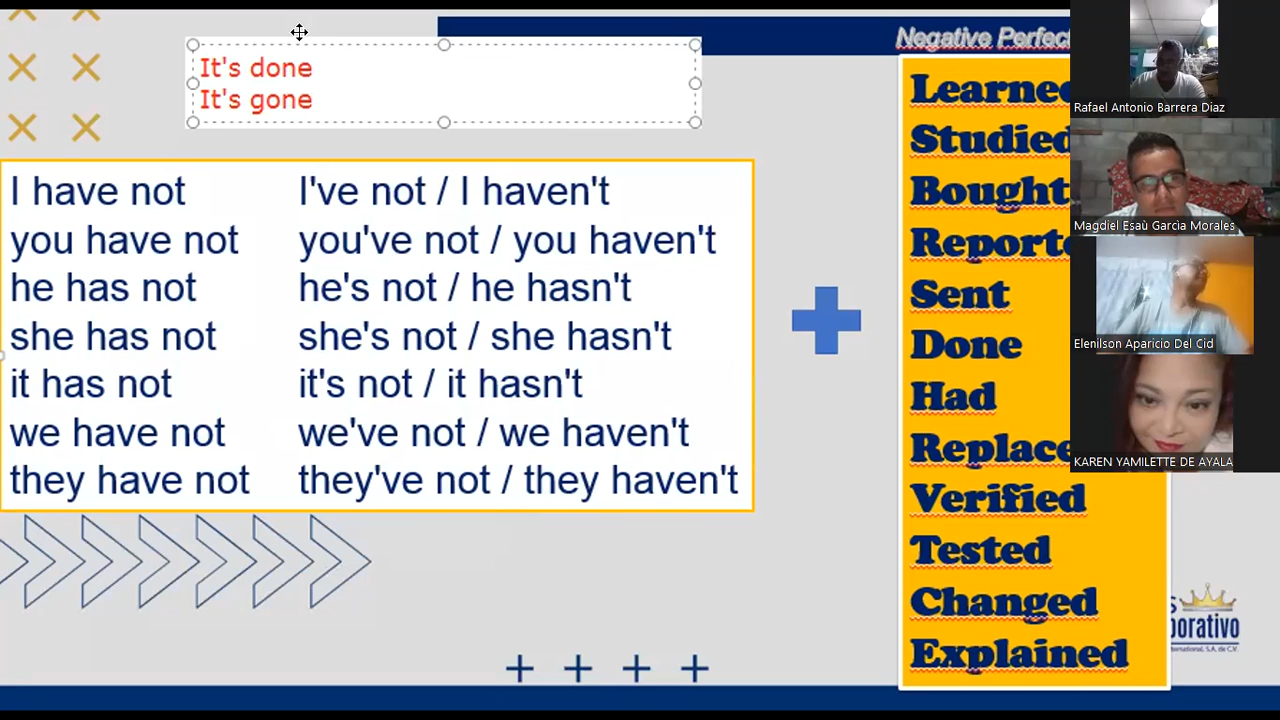 Negative Perfect
It's done
It's gone
I have not I've not / I haven't
you have not you've not / you haven't
he has not he's not / he hasn't
she has not she's not / she hasn't
it has not it's not / it hasn't
we have not we've not / we haven't
they have not they've not / they haven't
Learned
Studied
Bought
Reporte
Sent
Done
Had
Replace
Verified
Tested
Changed
Explained
Rafael Antonio Barrera Diaz
Magdiel Esaù Garcìa Morales
Elenilson Aparicio Del Cid
KAREN YAMILETTE DE AYALA
s
porativo
international, S.A. de C.V.